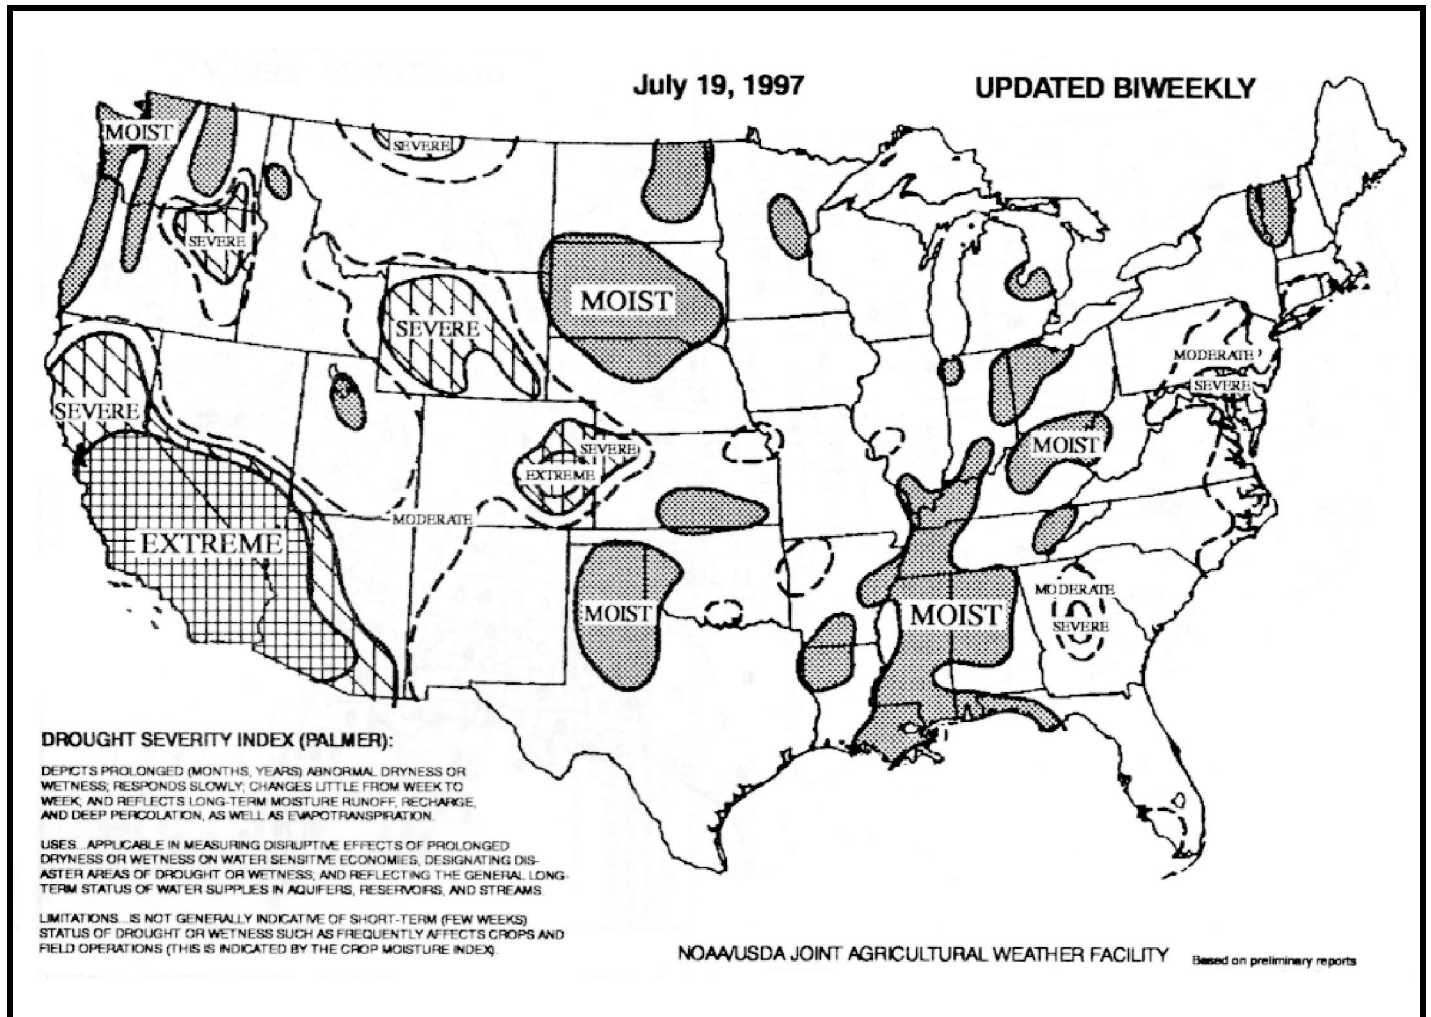 July 19, 1997
UPDATED BIWEEKLY
MOIST
SEVERE
SEVERE
MOIST
SEVERE
MODERATE
SEVERE
SEVERE
MOIST
SEVERE
EXTREME
MODERATE
EXTREME
MOIST
MOIST
MODERATE
SEVERE
DROUGHT SEVERITY INDEX (PALMER):
DEPICTS PROLONGED (MONTHS, YEARS) ABNORMAL DRYNESS OR
WETNESS; RESPONDS SLOWLY; CHANGES LITTLE FROM WEEK TO
WEEK; AND REFLECTS LONG-TERM MOISTURE RUNOFF, RECHARGE,
AND DEEP PERCOLATION, AS WELL AS EVAPOTRANSPIRATION.
USES...APPLICABLE IN MEASURING DISRUPTIVE EFFECTS OF PROLONGED
DRYNESS OR WETNESS ON WATER SENSITIVE ECONOMIES, DESIGNATING DIS-
ASTER AREAS OF DROUGHT OR WETNESS; AND REFLECTING THE GENERAL LONG-
TERM STATUS OF WATER SUPPLIES IN AQUIFERS, RESERVOIRS, AND STREAMS.
LIMITATIONS...IS NOT GENERALLY INDICATIVE OF SHORT-TERM (FEW WEEKS)
STATUS OF DROUGHT OR WETNESS SUCH AS FREQUENTLY AFFECTS CROPS AND
FIELD OPERATIONS (THIS IS INDICATED BY THE CROP MOISTURE INDEX).
NOAA/USDA JOINT AGRICULTURAL WEATHER FACILITY
Based on preliminary reports